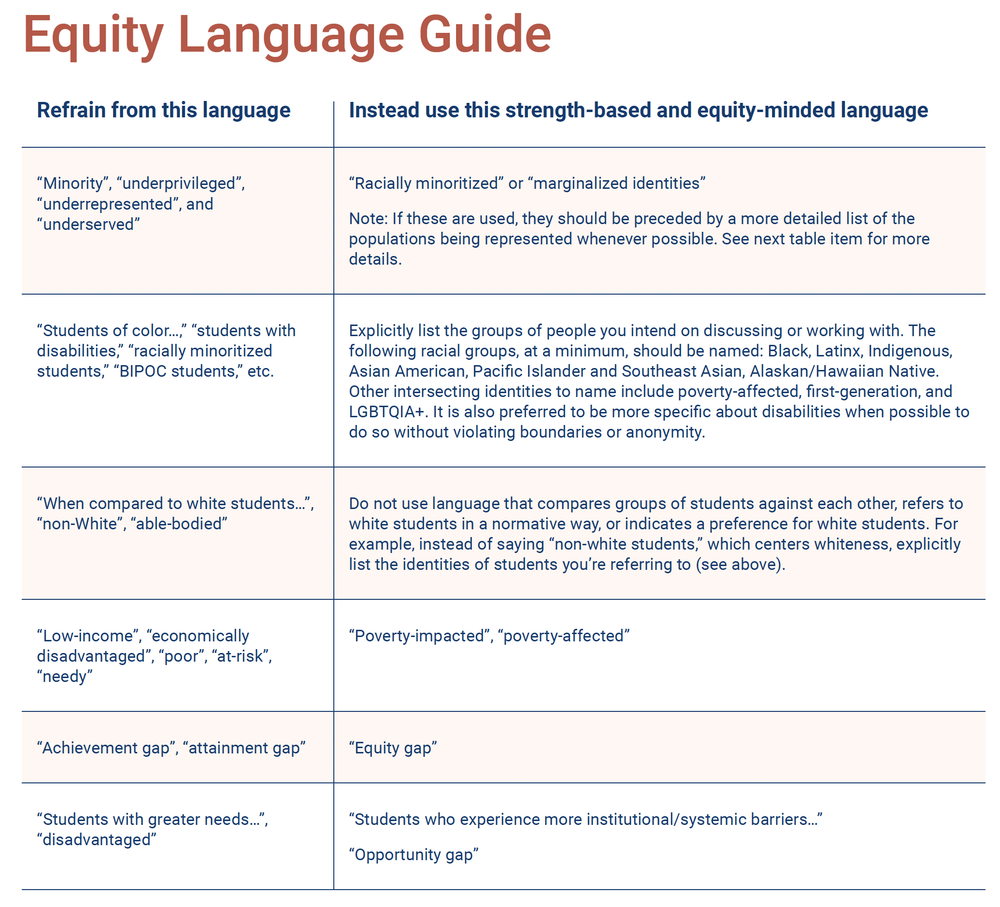 Equity Language Guide
Refrain from this language
Instead use this strength-based and equity-minded language
“Minority”, “underprivileged”,
“underrepresented”, and
“underserved”
“Racially minoritized” or “marginalized identities”
Note: If these are used, they should be preceded by a more detailed list of the
populations being represented whenever possible. See next table item for more
details.
“Students of color…,” “students with
disabilities,” “racially minoritized
students,” “BIPOC students,” etc.
Explicitly list the groups of people you intend on discussing or working with. The
following racial groups, at a minimum, should be named: Black, Latinx, Indigenous,
Asian American, Pacific Islander and Southeast Asian, Alaskan/Hawaiian Native.
Other intersecting identities to name include poverty-affected, first-generation, and
LGBTQIA+. It is also preferred to be more specific about disabilities when possible to
do so without violating boundaries or anonymity.
“When compared to white students…”,
“non-White”, “able-bodied”
Do not use language that compares groups of students against each other, refers to
white students in a normative way, or indicates a preference for white students. For
example, instead of saying “non-white students,” which centers whiteness, explicitly
list the identities of students you’re referring to (see above).
“Low-income”, “economically
disadvantaged”, “poor”, “at-risk”,
“needy”
“Poverty-impacted”, “poverty-affected”
“Achievement gap”, “attainment gap”
“Equity gap”
“Students with greater needs…”,
“disadvantaged”
“Students who experience more institutional/systemic barriers…”
“Opportunity gap”